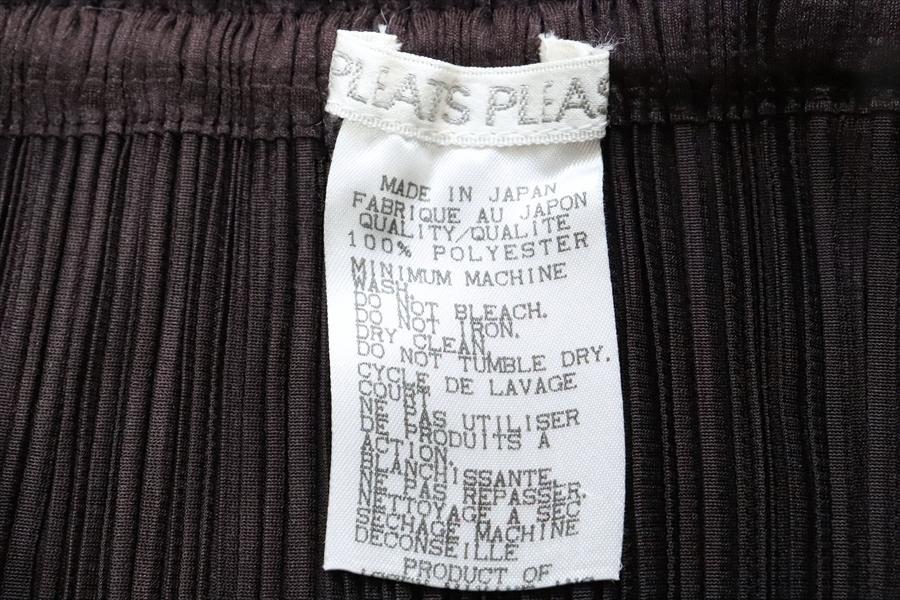 PLEATS PLEAS
MADE IN JAPAN
FABRIQUE AU JAPON
QUALITY/QUALITE
100% POLYESTER
MINIMUM MACHINE
WASH.
DO NOT BLEACH.
DO NOT IRON.
DRY CLEAN.
DO NOT TUMBLE DRY.
CYCLE DE LAVAGE
COURT
NE PAS UTILISER
DE PRODUITS A
ACTION.
BLANCHISSANTE,
NE PAS REPASSER.
NETTOYAGE A SEC
SECHAGE MACHINE
DECONSEILLE
PRODUCT OF